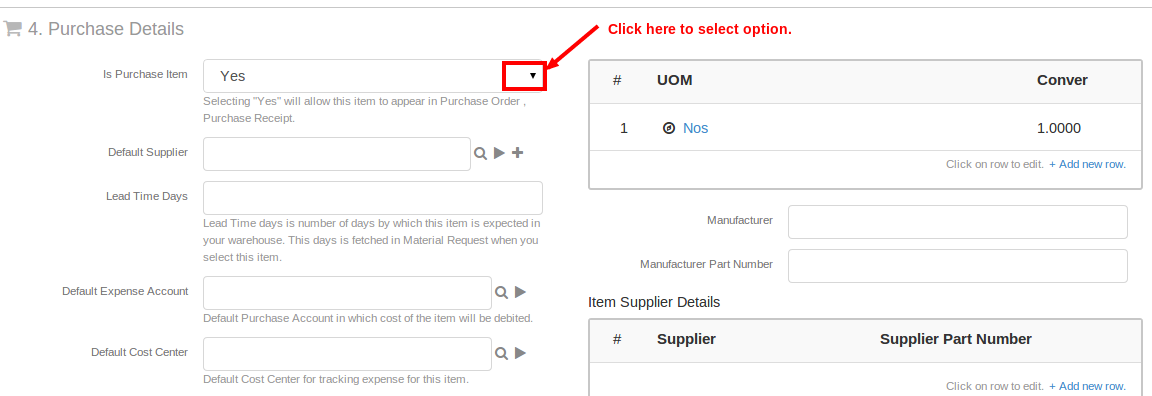 4. Purchase Details
Click here to select option.
Is Purchase Item
Yes
Selecting "Yes" will allow this item to appear in Purchase Order ,
Purchase Receipt.
Default Supplier
Lead Time Days
Lead Time days is number of days by which this item is expected in
your warehouse. This days is fetched in Material Request when you
select this item.
Default Expense Account
Default Purchase Account in which cost of the item will be debited.
Default Cost Center
Default Cost Center for tracking expense for this item.
# UOM Conver
1 Nos 1.0000
Click on row to edit. + Add new row.
Manufacturer
Manufacturer Part Number
Item Supplier Details
# Supplier Supplier Part Number
Click on row to edit. + Add new row.